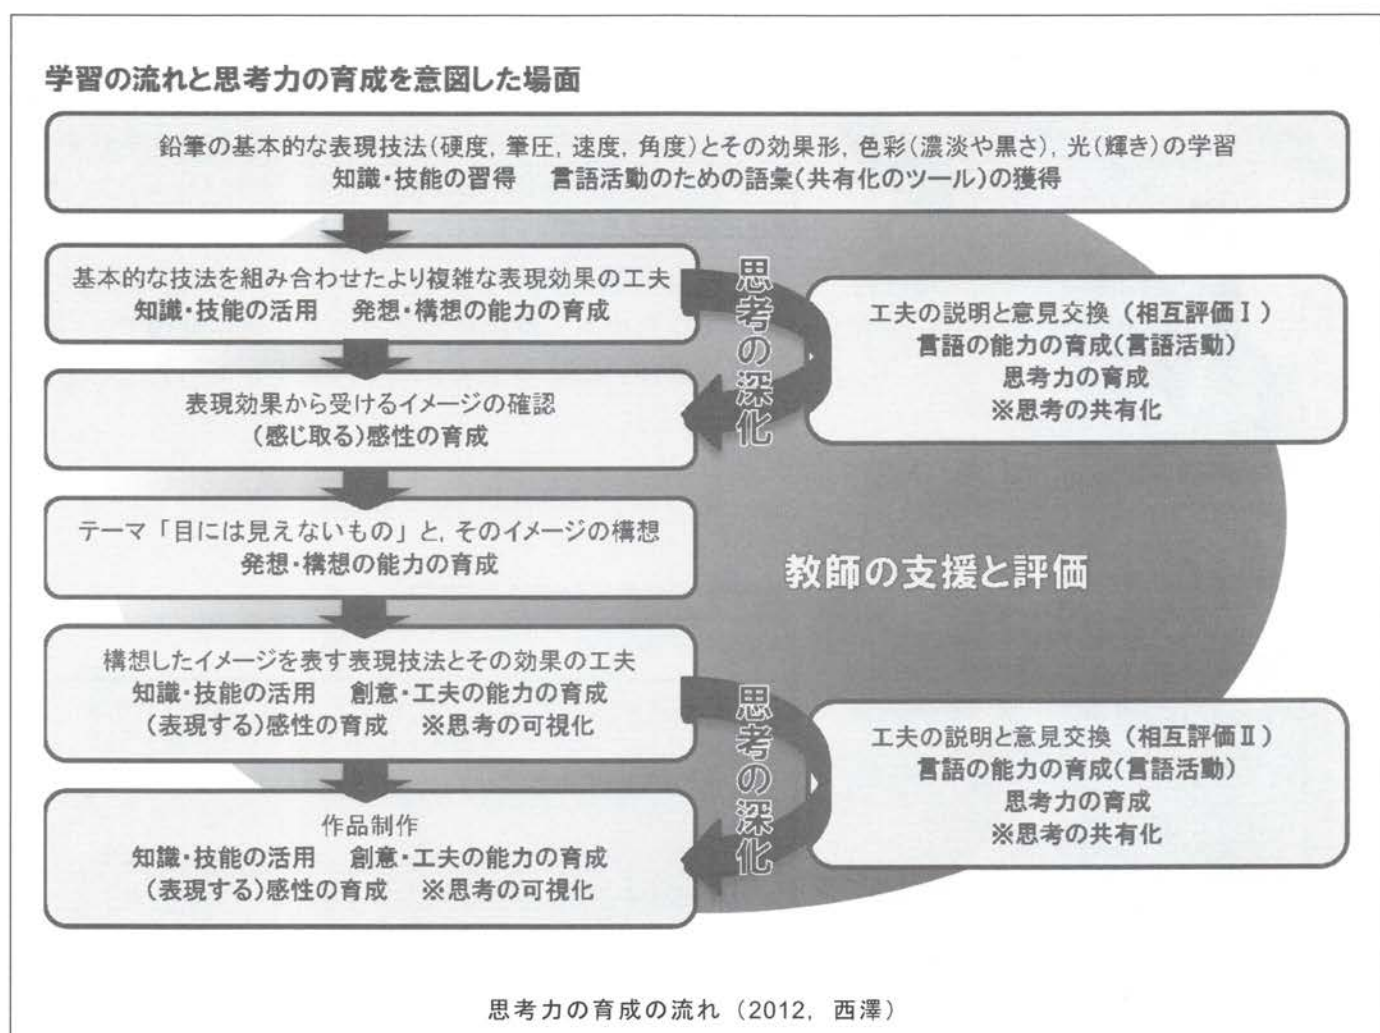 学習の流れと思考力の育成を意図した場面
鉛筆の基本的な表現技法(硬度, 筆圧, 速度, 角度)とその効果形, 色彩(濃淡や黒さ), 光(輝き)の学習
知識・技能の習得 言語活動のための語彙(共有化のツール)の獲得
基本的な技法を組み合わせたより複雑な表現効果の工夫
知識・技能の活用 発想・構想の能力の育成
思考の深化
工夫の説明と意見交換(相互評価Ⅰ)
言語の能力の育成(言語活動)
思考力の育成
※思考の共有化
表現効果から受けるイメージの確認
(感じ取る)感性の育成
テーマ「目には見えないもの」と, そのイメージの構想
発想・構想の能力の育成
教師の支援と評価
構想したイメージを表す表現技法とその効果の工夫
知識・技能の活用 創意・工夫の能力の育成
(表現する)感性の育成 ※思考の可視化
思考の深化
工夫の説明と意見交換(相互評価Ⅱ)
言語の能力の育成(言語活動)
思考力の育成
※思考の共有化
作品制作
知識・技能の活用 創意・工夫の能力の育成
(表現する)感性の育成 ※思考の可視化
思考力の育成の流れ(2012, 西澤)